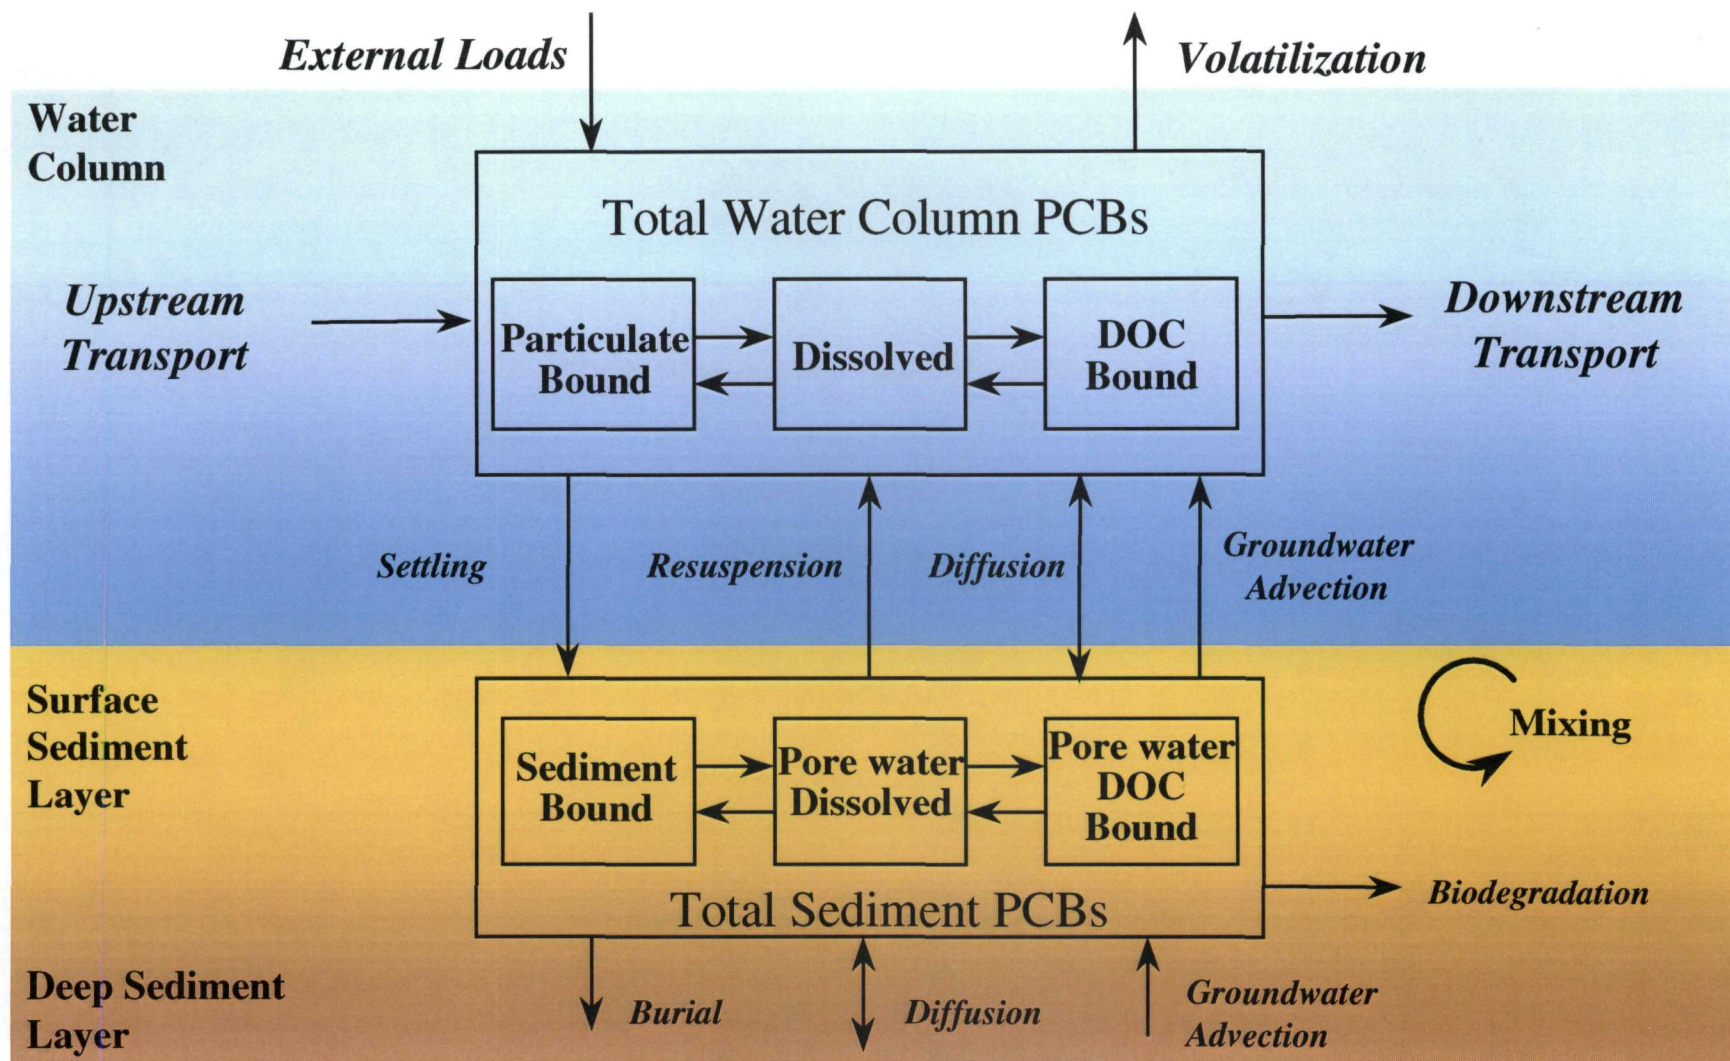 External Loads
Volatilization
Water
Column
Total Water Column PCBs
Upstream
Transport
Particulate
Bound
Dissolved
DOC
Bound
Downstream
Transport
Settling
Resuspension
Diffusion
Groundwater
Advection
Surface
Sediment
Layer
Sediment
Bound
Pore water
Dissolved
Pore water
DOC
Bound
Mixing
Total Sediment PCBs
Biodegradation
Deep Sediment
Layer
Burial
Diffusion
Groundwater
Advection